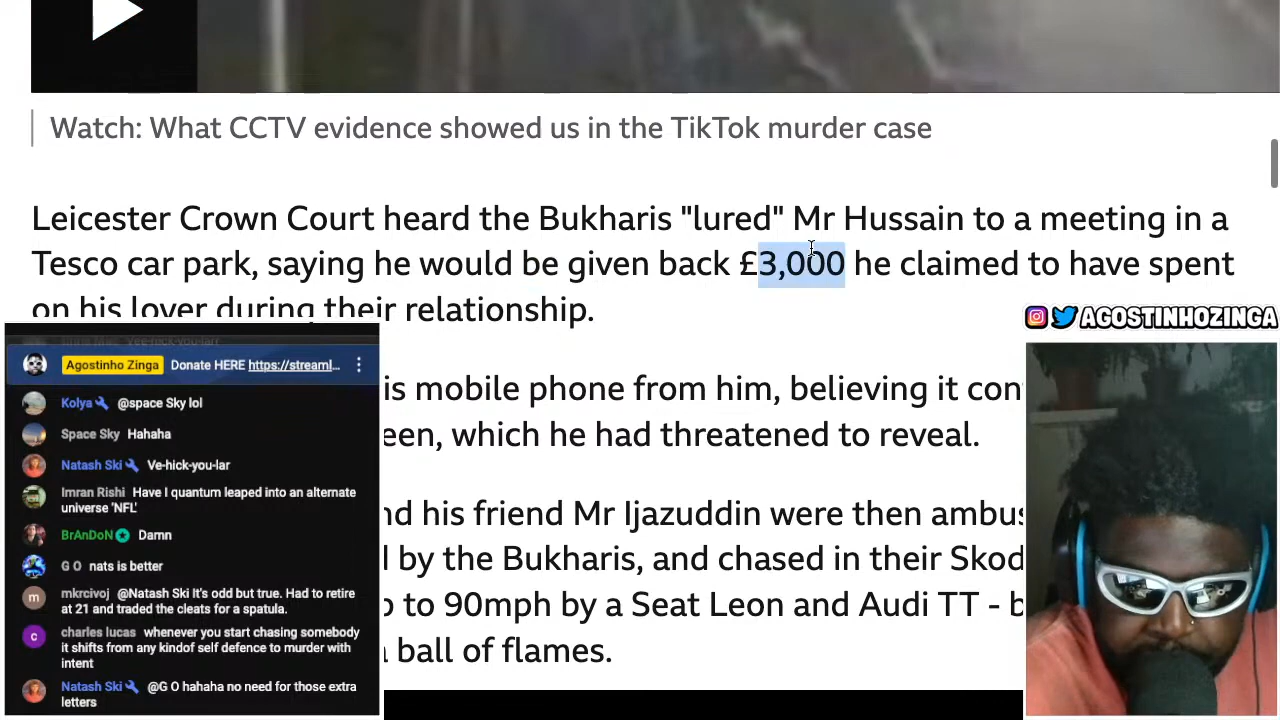 Watch: What CCTV evidence showed us in the TikTok murder case
Leicester Crown Court heard the Bukharis "lured" Mr Hussain to a meeting in a
Tesco car park, saying he would be given back £3,000 he claimed to have spent
on his lover during their relationship.
is mobile phone from him, believing it con
een, which he had threatened to reveal.
nd his friend Mr Ijazuddin were then ambus
l by the Bukharis, and chased in their Skod
o to 90mph by a Seat Leon and Audi TT - b
ball of flames.
AGOSTINHOZINGA
Agostinho Zinga Donate HERE https://streaml...
Kolya @space Sky lol
Space Sky Hahaha
Natash Ski Ve-hick-you-lar
Imran Rishi Have I quantum leaped into an alternate
universe 'NFL'
BrAnDoN Damn
G O nats is better
m mkrcivoj @Natash Ski It's odd but true. Had to retire
at 21 and traded the cleats for a spatula.
c charles lucas whenever you start chasing somebody
it shifts from any kindof self defence to murder with
intent
Natash Ski @G O hahaha no need for those extra
letters